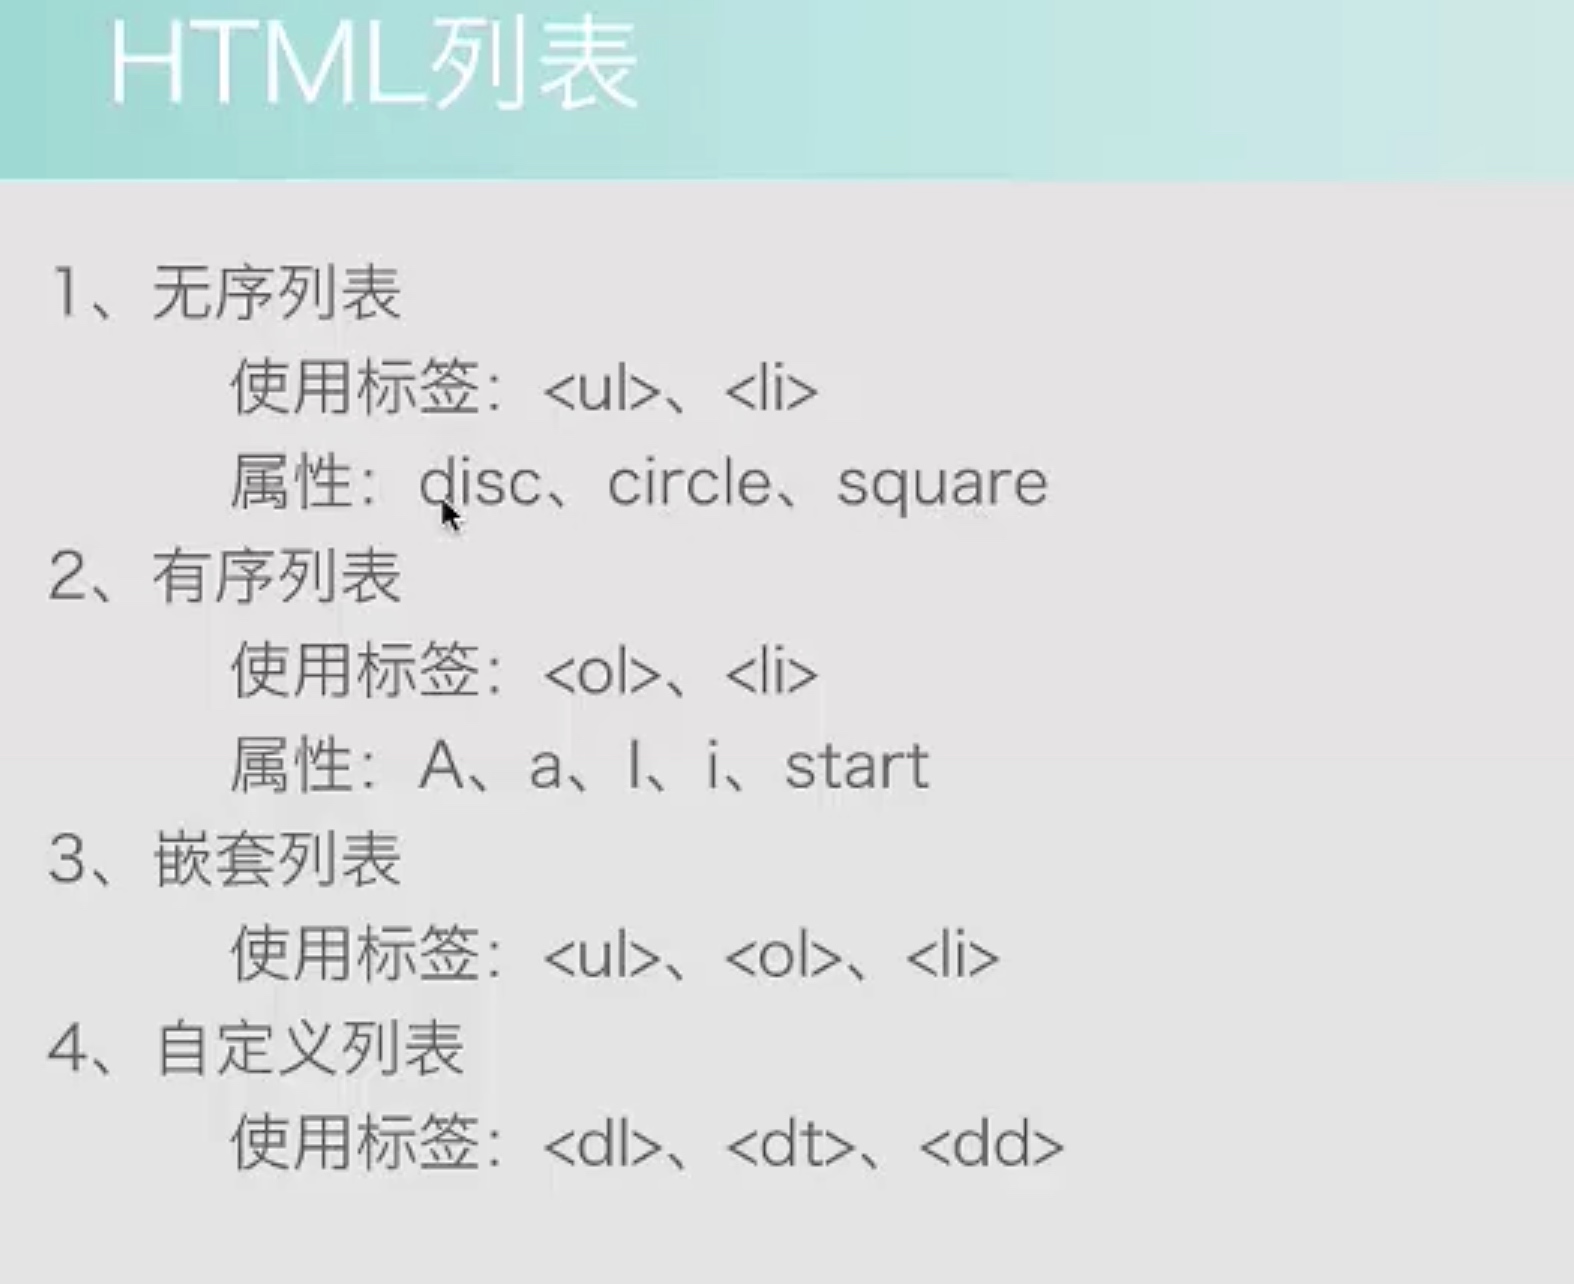 HTML列表
1、无序列表
使用标签：<ul>、<li>
属性：disc、circle、square
2、有序列表
使用标签：<ol>、<li>
属性：A、a、I、i、start
3、嵌套列表
使用标签：<ul>、<ol>、<li>
4、自定义列表
使用标签：<dl>、<dt>、<dd>